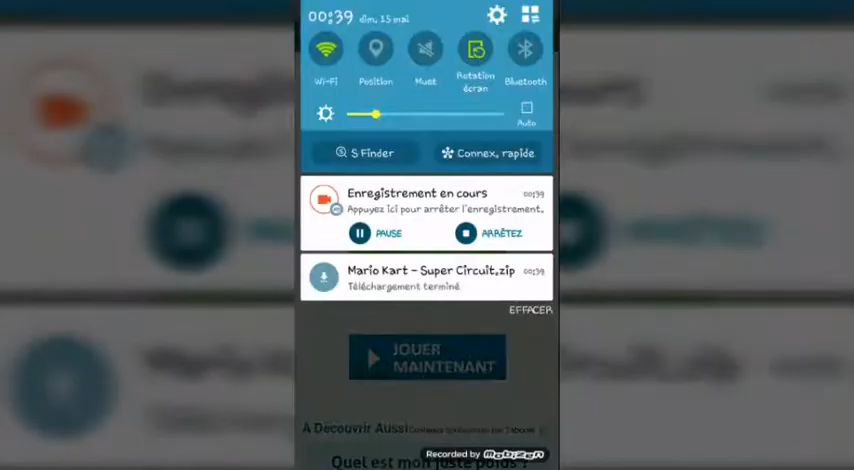 00:39 dim. 15 mai
Wi-Fi
Position
Muet
Rotation écran
Bluetooth
Auto
S Finder
Connex. rapide
Enregistrement en cours 00:39
Appuyez ici pour arrêter l'enregistrement.
PAUSE
ARRÊTEZ
Mario Kart - Super Circuit.zip 00:39
Téléchargement terminé
EFFACER
JOUER
MAINTENANT
A Découvrir Aussi
Recorded by mobizen
Quel est mon juste poids ?